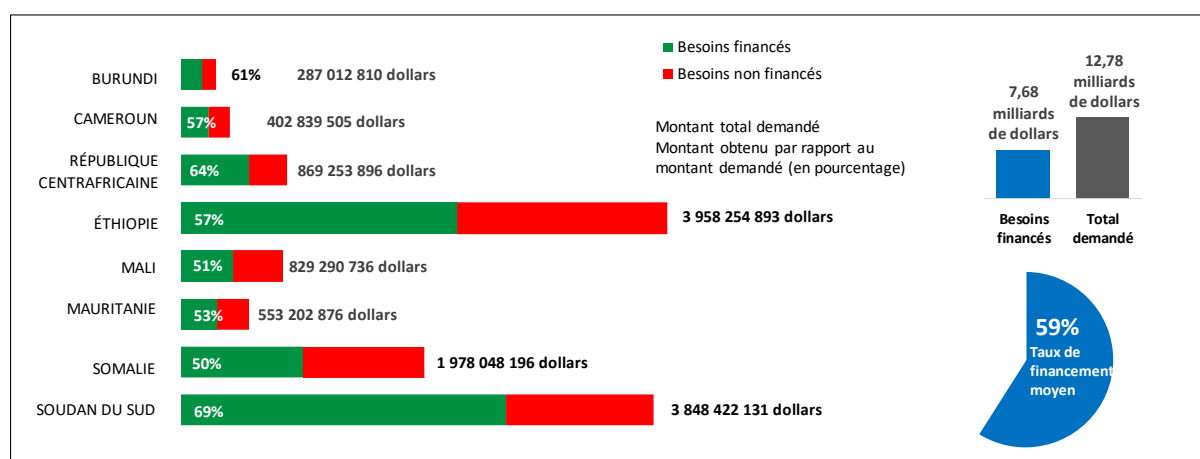 Besoins financés
Besoins non financés
BURUNDI
61%
287 012 810 dollars
CAMEROUN
57%
402 839 505 dollars
RÉPUBLIQUE
CENTRAFRICAINE
64%
869 253 896 dollars
ÉTHIOPIE
57%
3 958 254 893 dollars
MALI
51%
829 290 736 dollars
MAURITANIE
53%
553 202 876 dollars
SOMALIE
50%
1 978 048 196 dollars
SOUDAN DU SUD
69%
3 848 422 131 dollars
Montant total demandé
Montant obtenu par rapport au
montant demandé (en pourcentage)
7,68
milliards
de dollars
12,78
milliards
de dollars
Besoins
financés
Total
demandé
59%
Taux de
financement
moyen